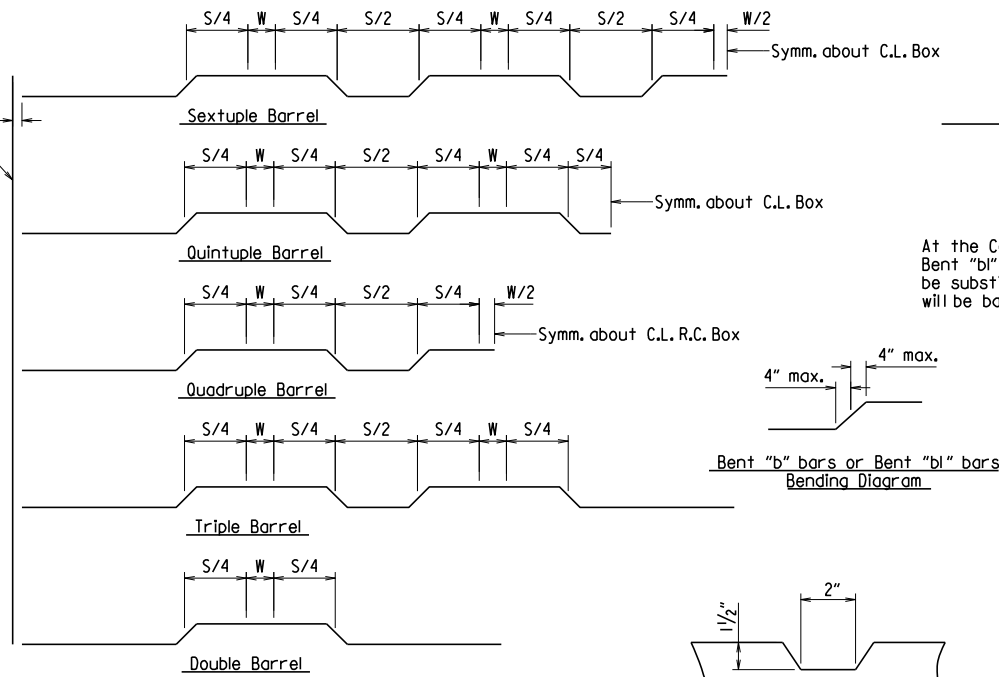 S/4 W S/4 S/2 S/4 W S/4 S/2 S/4 W/2
Symm. about C.L. Box
Sextuple Barrel
S/4 W S/4 S/2 S/4 W S/4 S/4
Symm. about C.L. Box
Quintuple Barrel
At the C
Bent "bl"
be substi
will be ba
S/4 W S/4 S/2 S/4 W/2
Symm. about C.L. R.C. Box
Quadruple Barrel
4" max.
4" max.
Bent "b" bars or Bent "bl" bars
Bending Diagram
S/4 W S/4 S/2 S/4 W S/4
Triple Barrel
S/4 W S/4
Double Barrel
2"
1½"